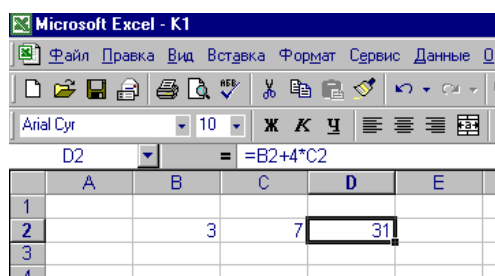 Microsoft Excel - K1
Файл Правка Вид Вставка Формат Сервис Данные О
АБВ
Arial Cyr 10 Ж К Ч
D2 = =B2+4*C2
A B C D E
1
2 3 7 31
3
4